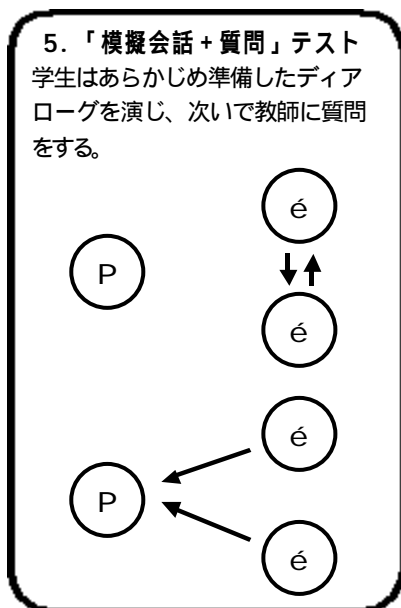 5.「模擬会話+質問」テスト
学生はあらかじめ準備したディア
ローグを演じ、次いで教師に質問
をする。
é
P
é
é
P
é